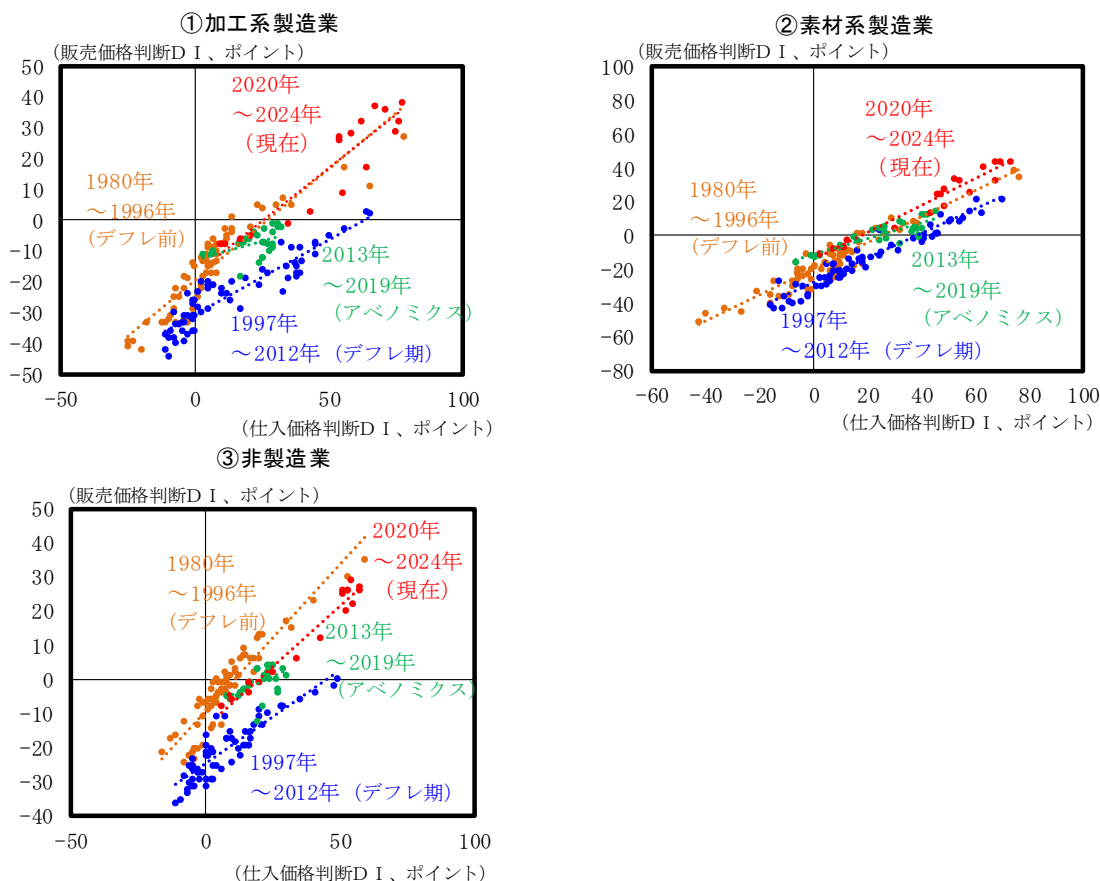 ①加工系製造業
（販売価格判断ＤＩ、ポイント）
50
40
30
20
10
0
−10
−20
−30
−40
−50
−50
0
50
100
（仕入価格判断ＤＩ、ポイント）
2020年
～2024年
（現在）
1980年
～1996年
（デフレ前）
2013年
～2019年
（アベノミクス）
1997年
～2012年（デフレ期）
②素材系製造業
（販売価格判断ＤＩ、ポイント）
100
80
60
40
20
0
−20
−40
−60
−80
−60
−40
−20
0
20
40
60
80
100
（仕入価格判断ＤＩ、ポイント）
2020年
～2024年
（現在）
1980年
～1996年
（デフレ前）
2013年
～2019年
（アベノミクス）
1997年
～2012年（デフレ期）
③非製造業
（販売価格判断ＤＩ、ポイント）
50
40
30
20
10
0
−10
−20
−30
−40
−50
0
50
100
（仕入価格判断ＤＩ、ポイント）
2020年
～2024年
（現在）
1980年
～1996年
（デフレ前）
2013年
～2019年
（アベノミクス）
1997年
～2012年（デフレ期）